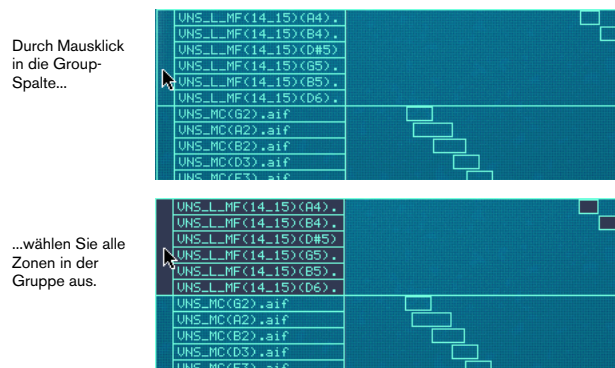 Durch Mausklick
in die Group-
Spalte...
VNS_L_MF(14_15)(A4).
VNS_L_MF(14_15)(B4).
VNS_L_MF(14_15)(D#5)
VNS_L_MF(14_15)(G5).
VNS_L_MF(14_15)(B5).
VNS_L_MF(14_15)(D6).
VNS_MC(G2).aif
VNS_MC(A2).aif
VNS_MC(B2).aif
VNS_MC(D3).aif
VNS_MC(E3).aif
...wählen Sie alle
Zonen in der
Gruppe aus.
VNS_L_MF(14_15)(A4).
VNS_L_MF(14_15)(B4).
VNS_L_MF(14_15)(D#5)
VNS_L_MF(14_15)(G5).
VNS_L_MF(14_15)(B5).
VNS_L_MF(14_15)(D6).
VNS_MC(G2).aif
VNS_MC(A2).aif
VNS_MC(B2).aif
VNS_MC(D3).aif